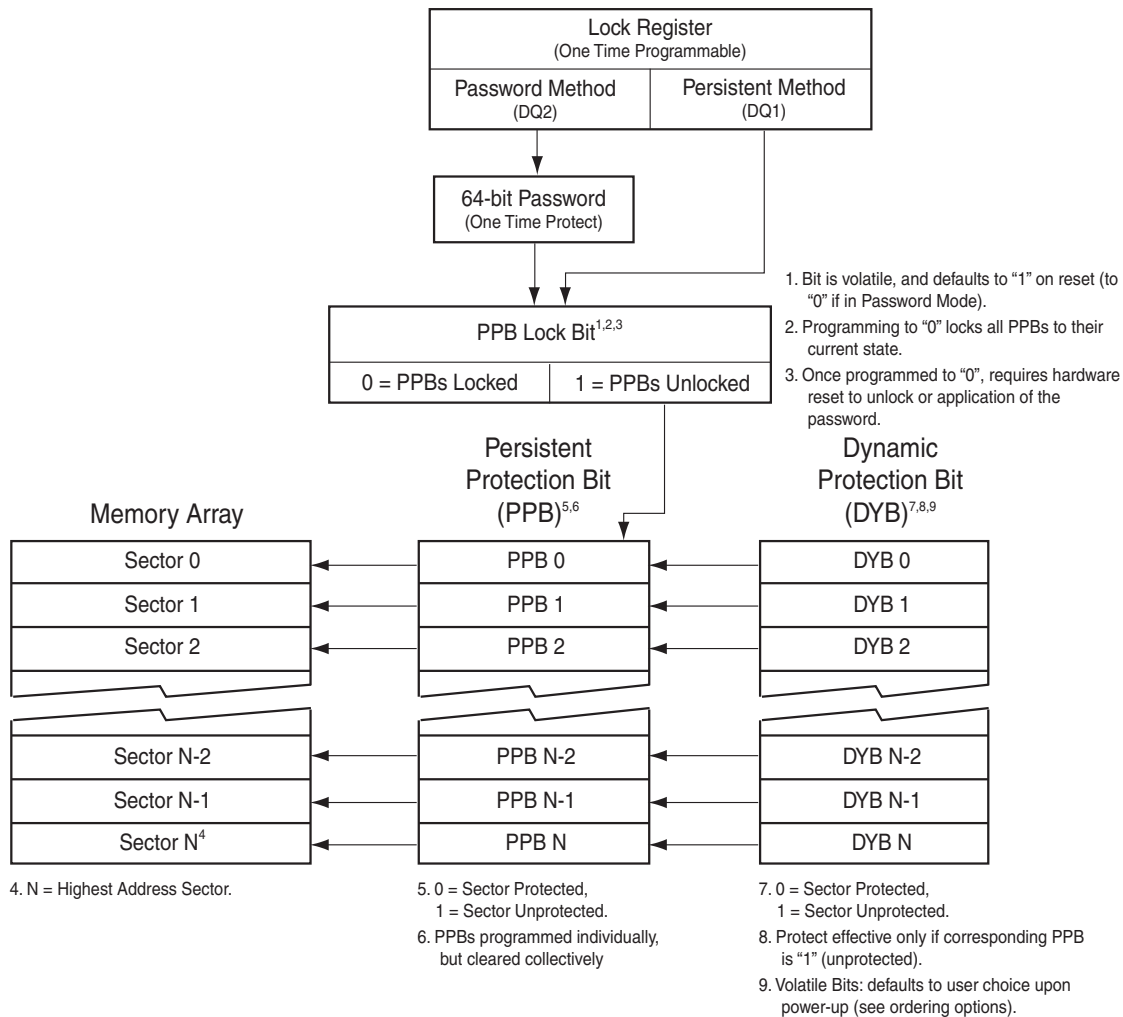 Lock Register
(One Time Programmable)
Password Method
(DQ2)
Persistent Method
(DQ1)
64-bit Password
(One Time Protect)
PPB Lock Bit1,2,3
0 = PPBs Locked
1 = PPBs Unlocked
1. Bit is volatile, and defaults to “1” on reset (to
“0” if in Password Mode).
2. Programming to “0” locks all PPBs to their
current state.
3. Once programmed to “0”, requires hardware
reset to unlock or application of the
password.
Memory Array
Persistent
Protection Bit
(PPB)5,6
Dynamic
Protection Bit
(DYB)7,8,9
Sector 0
PPB 0
DYB 0
Sector 1
PPB 1
DYB 1
Sector 2
PPB 2
DYB 2
Sector N-2
PPB N-2
DYB N-2
Sector N-1
PPB N-1
DYB N-1
Sector N4
PPB N
DYB N
4. N = Highest Address Sector.
5. 0 = Sector Protected,
1 = Sector Unprotected.
6. PPBs programmed individually,
but cleared collectively
7. 0 = Sector Protected,
1 = Sector Unprotected.
8. Protect effective only if corresponding PPB
is “1” (unprotected).
9. Volatile Bits: defaults to user choice upon
power-up (see ordering options).